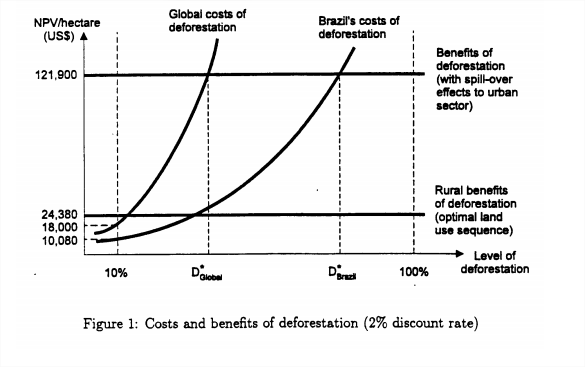 NPV/hectare
(US$)
Global costs of
deforestation
Brazil's costs of
deforestation
121,900
Benefits of
deforestation
(with spill-over
effects to urban
sector)
24,380
18,000
10,080
Rural benefits
of deforestation
(optimal land
use sequence)
10%
D*Global
D*Brazil
100%
Level of
deforestation
Figure 1: Costs and benefits of deforestation (2% discount rate)